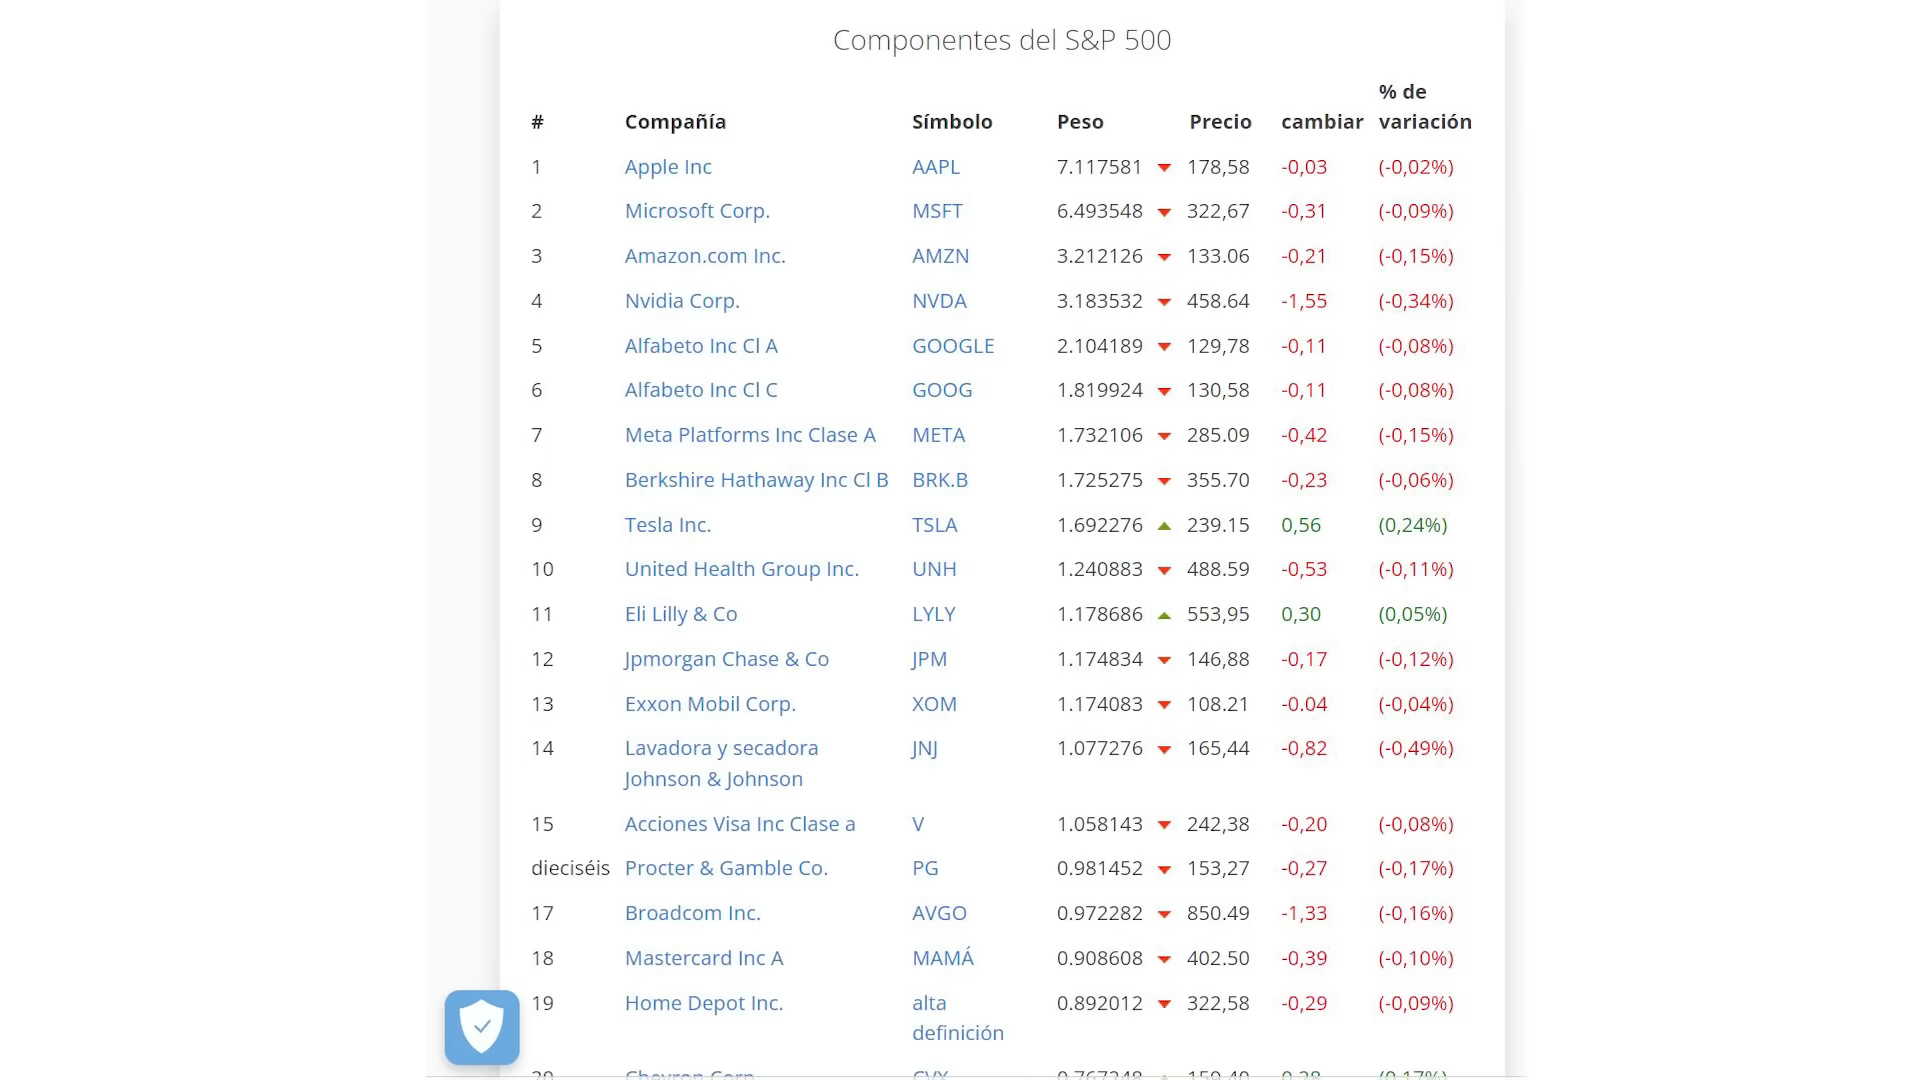 Componentes del S&P 500
# Compañía Símbolo Peso Precio cambiar % de variación
1 Apple Inc AAPL 7.117581 178,58 -0,03 (-0,02%)
2 Microsoft Corp. MSFT 6.493548 322,67 -0,31 (-0,09%)
3 Amazon.com Inc. AMZN 3.212126 133.06 -0,21 (-0,15%)
4 Nvidia Corp. NVDA 3.183532 458.64 -1,55 (-0,34%)
5 Alfabeto Inc Cl A GOOGLE 2.104189 129,78 -0,11 (-0,08%)
6 Alfabeto Inc Cl C GOOG 1.819924 130,58 -0,11 (-0,08%)
7 Meta Platforms Inc Clase A META 1.732106 285.09 -0,42 (-0,15%)
8 Berkshire Hathaway Inc Cl B BRK.B 1.725275 355.70 -0,23 (-0,06%)
9 Tesla Inc. TSLA 1.692276 239.15 0,56 (0,24%)
10 United Health Group Inc. UNH 1.240883 488.59 -0,53 (-0,11%)
11 Eli Lilly & Co LYLY 1.178686 553,95 0,30 (0,05%)
12 Jpmorgan Chase & Co JPM 1.174834 146,88 -0,17 (-0,12%)
13 Exxon Mobil Corp. XOM 1.174083 108.21 -0.04 (-0,04%)
14 Lavadora y secadora JNJ 1.077276 165,44 -0,82 (-0,49%)
Johnson & Johnson
15 Acciones Visa Inc Clase a V 1.058143 242,38 -0,20 (-0,08%)
dieciséis Procter & Gamble Co. PG 0.981452 153,27 -0,27 (-0,17%)
17 Broadcom Inc. AVGO 0.972282 850.49 -1,33 (-0,16%)
18 Mastercard Inc A MAMÁ 0.908608 402.50 -0,39 (-0,10%)
19 Home Depot Inc. alta 0.892012 322,58 -0,29 (-0,09%)
definición
20 Chevron Corp. CVX 0.767248 159.40 0,28 (0,17%)